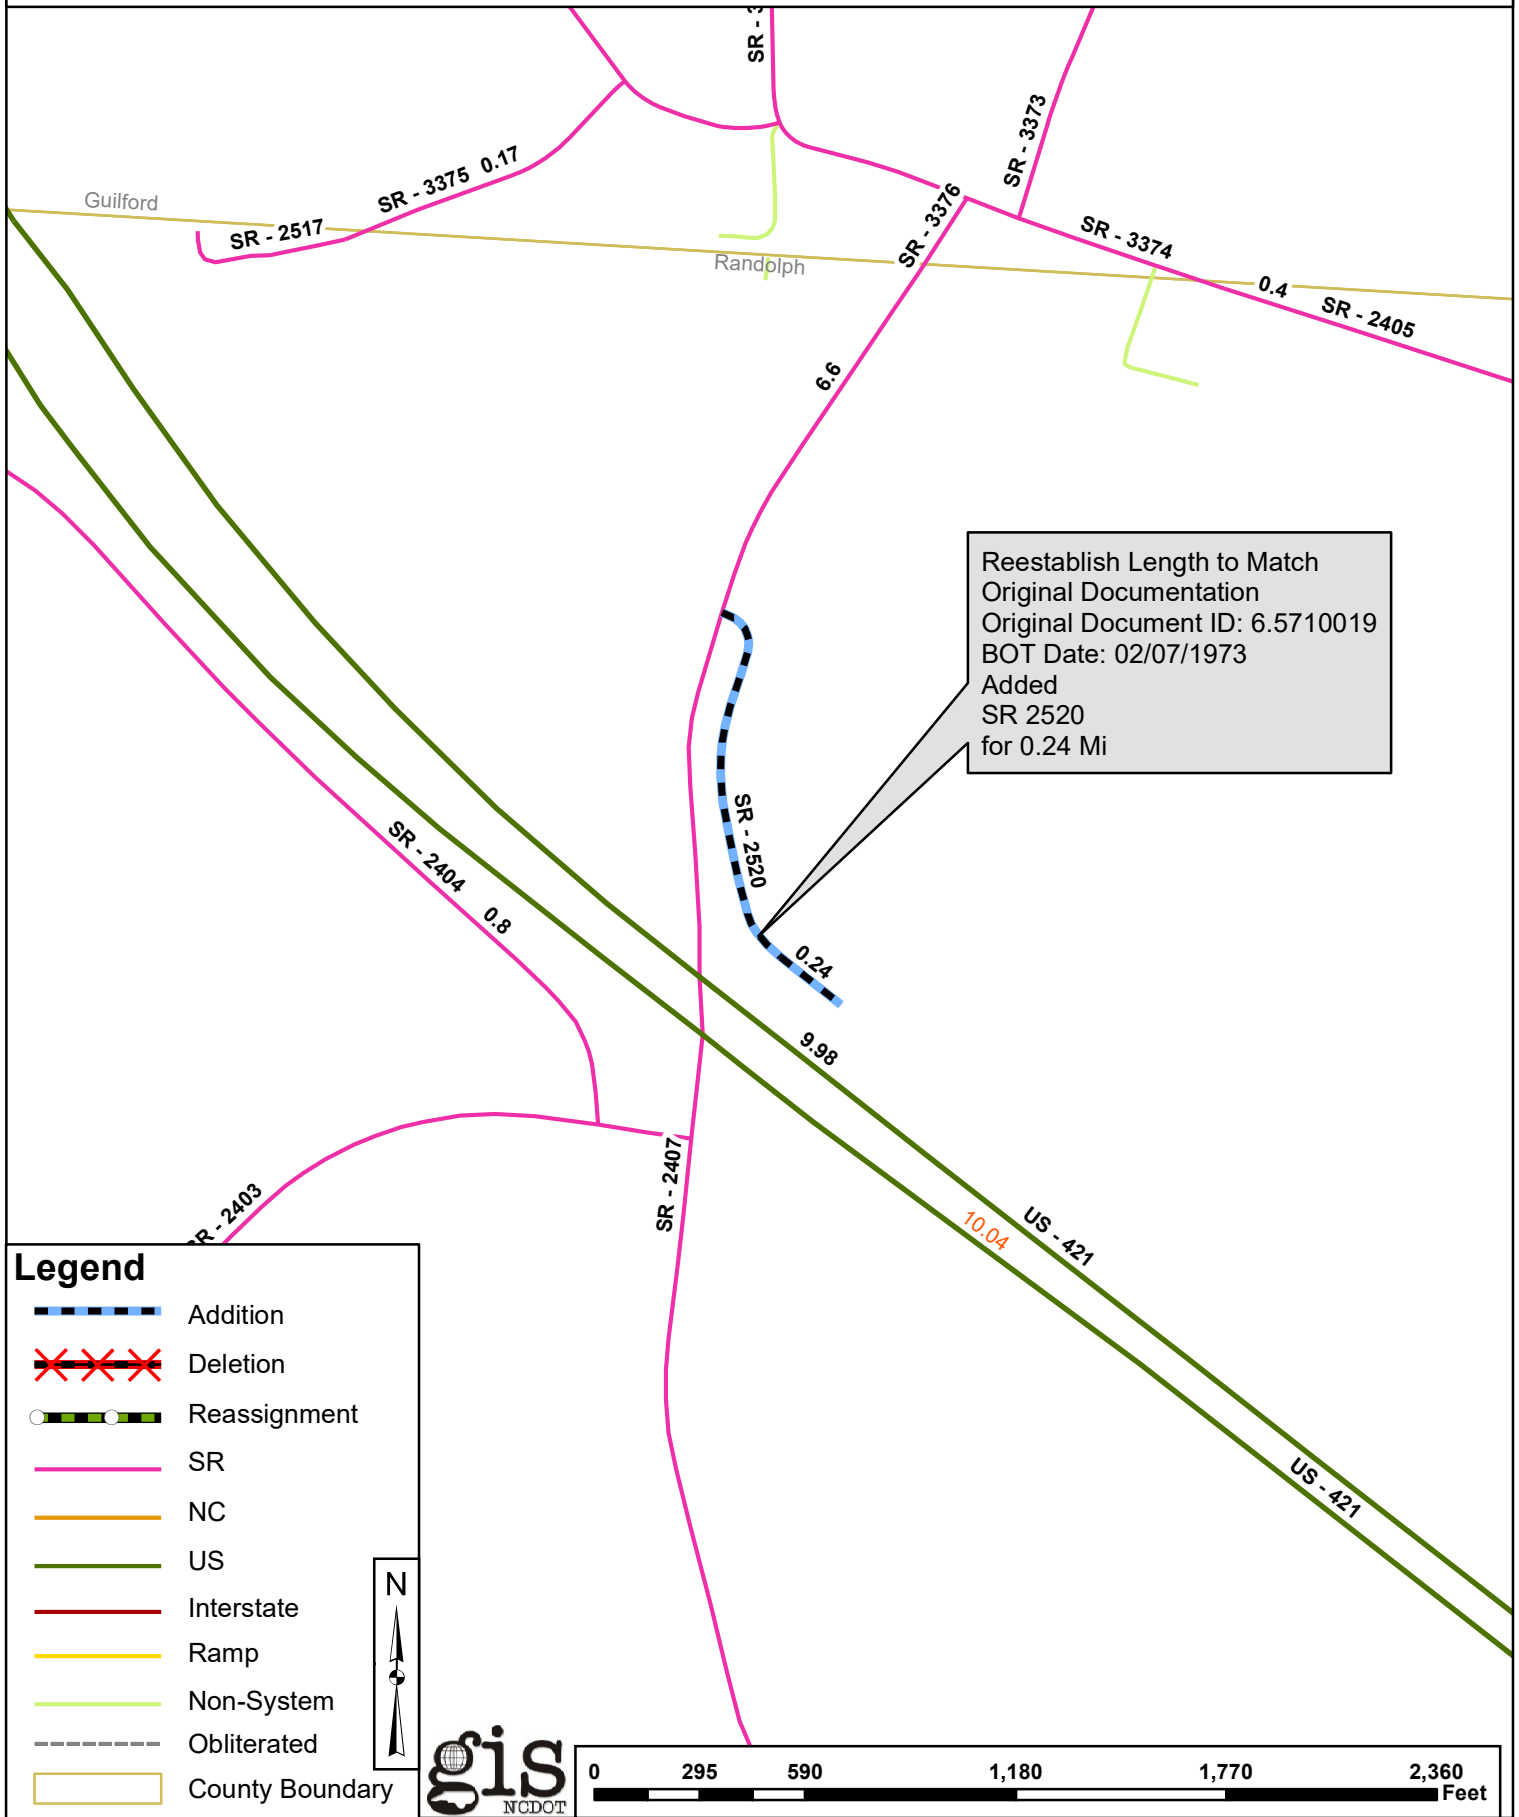 SR - 3
SR - 3373
SR - 3375 0.17
Guilford
SR - 2517
SR - 3376
SR - 3374
Randolph
0.4
SR - 2405
6.6
Reestablish Length to Match
Original Documentation
Original Document ID: 6.5710019
BOT Date: 02/07/1973
Added
SR 2520
for 0.24 Mi
SR - 2520
SR - 2404
0.8
0.24
9.98
SR - 2407
SR - 2403
10.04
US - 421
US - 421
Legend
Addition
Deletion
Reassignment
SR
NC
US
Interstate
Ramp
Non-System
Obliterated
County Boundary
N
gis
NCDOT
0 295 590 1,180 1,770 2,360
Feet